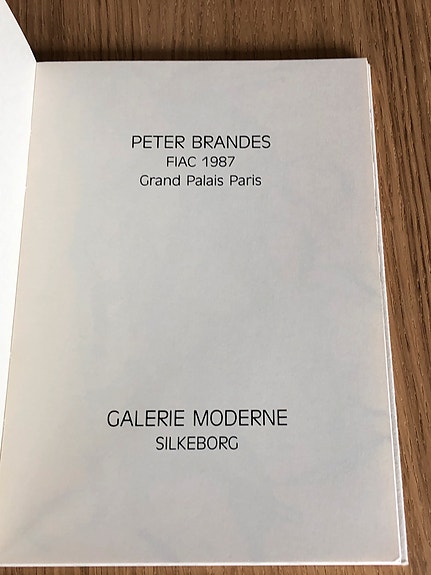 PETER BRANDES
FIAC 1987
Grand Palais Paris
GALERIE MODERNE
SILKEBORG